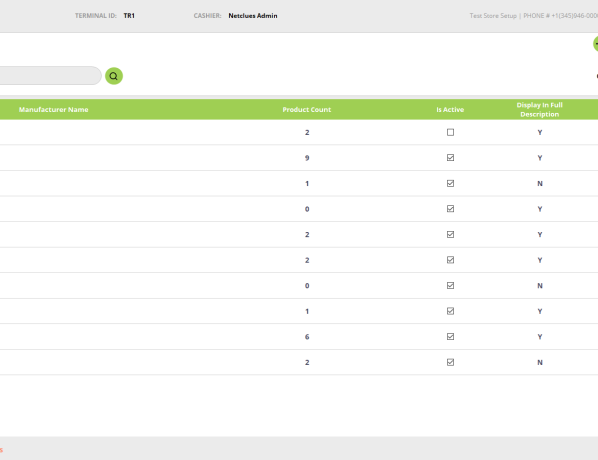 TERMINAL ID: TR1 CASHIER: Netclues Admin Test Store Setup | PHONE # +1(345)946-000
Manufacturer Name Product Count Is Active Display In Full Description
2 Y
9 Y
1 N
0 Y
2 Y
2 Y
0 N
1 Y
6 Y
2 N
s